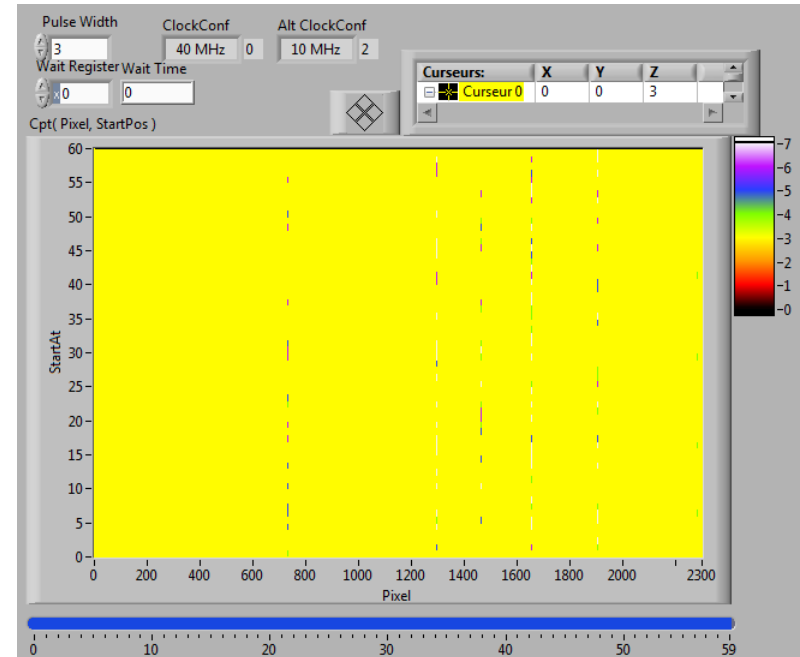 Pulse Width ClockConf Alt ClockConf
3 40 MHz 0 10 MHz 2
Wait Register Wait Time
x 0 0
Curseurs: X Y Z
Curseur 0 0 0 3
Cpt( Pixel, StartPos )
60
55
50
45
40
35
30
25
20
15
10
5
0
StartAt
0 200 400 600 800 1000 1200 1400 1600 1800 2000 2300
Pixel
7
6
5
4
3
2
1
0
0 10 20 30 40 50 59